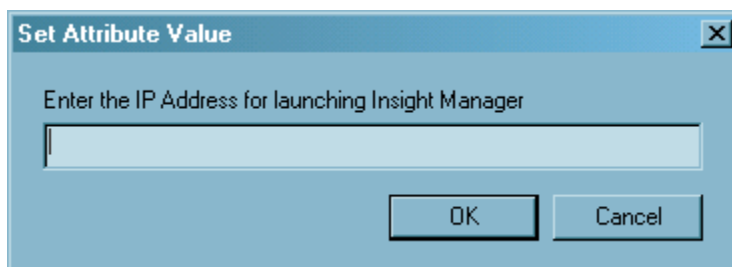 Set Attribute Value
Enter the IP Address for launching Insight Manager
OK Cancel